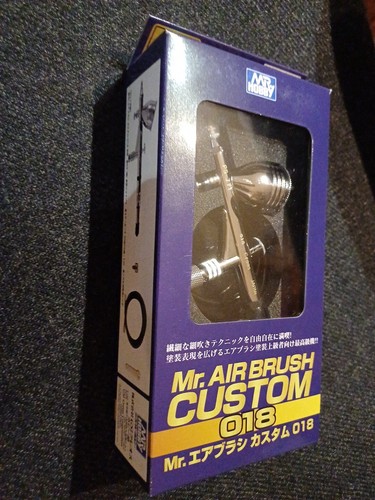 MR
HOBBY
繊細な細吹きテクニックを自由自在に満喫!
塗装表現を広げるエアブラシ塗装上級者向け最高級機!!
Mr. AIR BRUSH
CUSTOM
018
Mr. エアブラシ カスタム 018